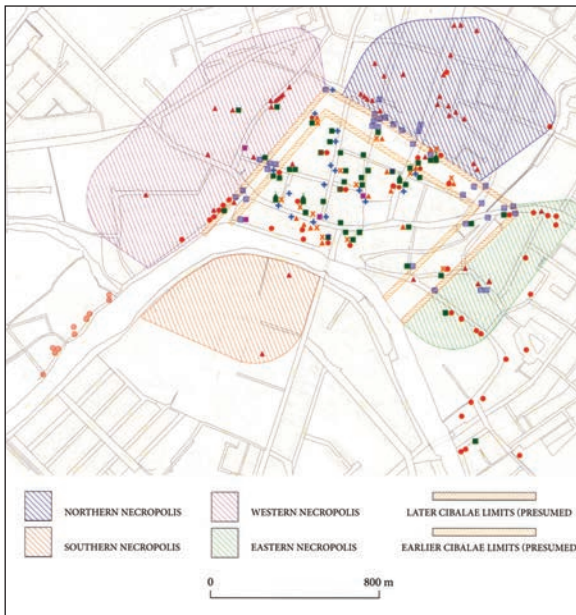 NORTHERN NECROPOLIS
WESTERN NECROPOLIS
LATER CIBALAE LIMITS (PRESUMED
SOUTHERN NECROPOLIS
EASTERN NECROPOLIS
EARLIER CIBALAE LIMITS (PRESUMED
0
800 m